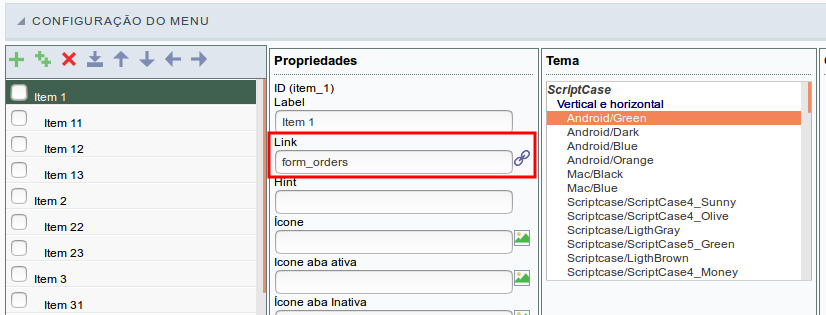 CONFIGURAÇÃO DO MENU
Item 1
Item 11
Item 12
Item 13
Item 2
Item 22
Item 23
Item 3
Item 31
Propriedades
ID (item_1)
Label
Item 1
Link
form_orders
Hint
Ícone
Icone aba ativa
Ícone aba Inativa
Tema
ScriptCase
Vertical e horizontal
Android/Green
Android/Dark
Android/Blue
Android/Orange
Mac/Black
Mac/Blue
Scriptcase/ScriptCase4_Sunny
Scriptcase/ScriptCase4_Olive
Scriptcase/LigthGray
Scriptcase/ScriptCase5_Green
Scriptcase/LigthBrown
Scriptcase/ScriptCase4_Money